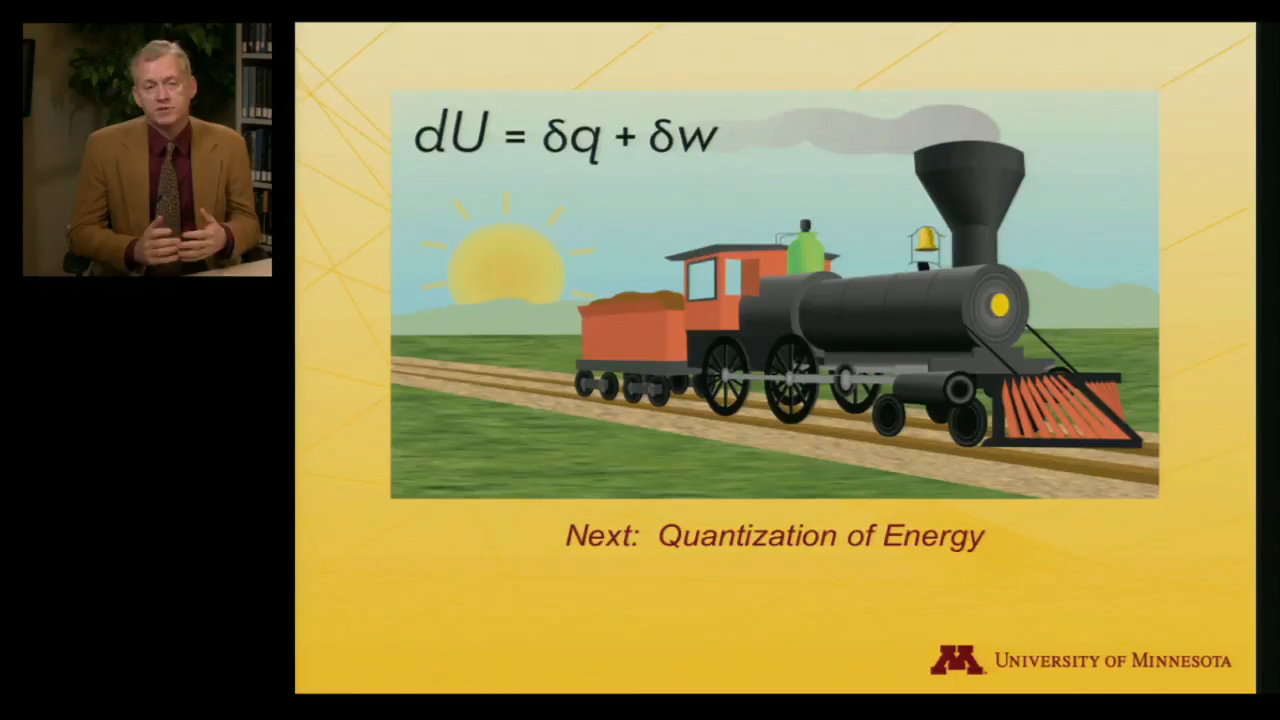 dU = δq + δw
Next: Quantization of Energy
M
UNIVERSITY OF MINNESOTA